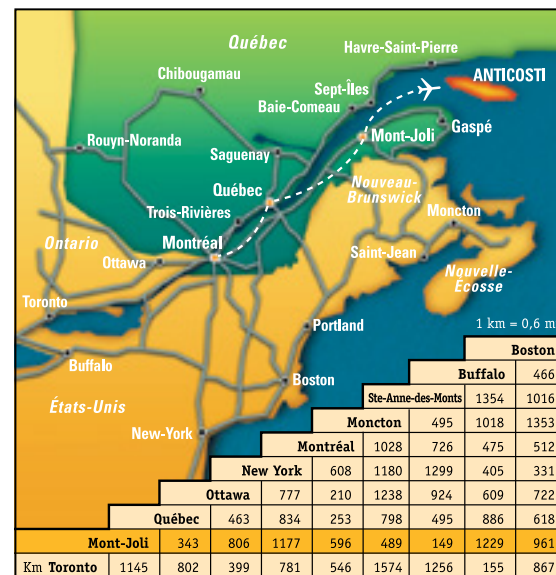 Québec
Havre-Saint-Pierre
Chibougamau
ANTICOSTI
Sept-Îles
Baie-Comeau
Gaspé
Mont-Joli
Rouyn-Noranda
Saguenay
Québec
Nouveau-
Brunswick
Trois-Rivières
Moncton
Montréal
Ontario
Ottawa
Saint-Jean
Nouvelle-
Écosse
Toronto
1 km = 0,6 m
Portland
Buffalo
Boston
États-Unis
New-York
Boston
Buffalo 466
Ste-Anne-des-Monts 1354 1016
Moncton 495 1018 1353
Montréal 1028 726 475 512
New York 608 1180 1299 405 331
Ottawa 777 210 1238 924 609 722
Québec 463 834 253 798 495 886 618
Mont-Joli 343 806 1177 596 489 149 1229 961
Km Toronto 1145 802 399 781 546 1574 1256 155 867